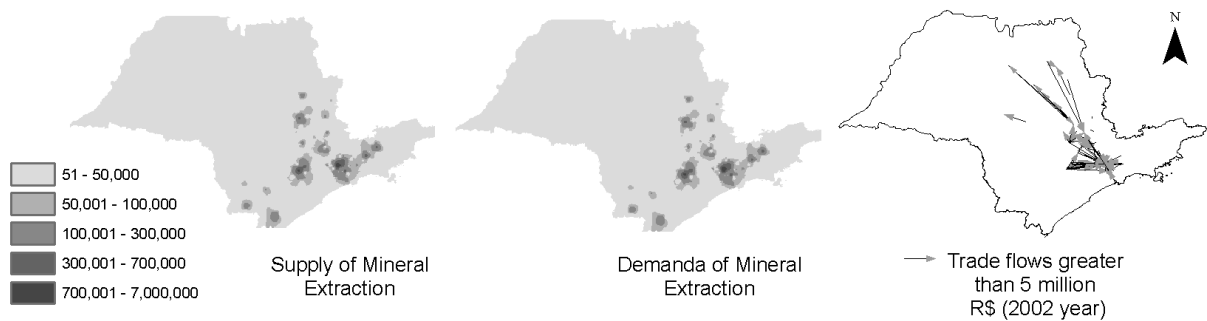 N
51 - 50,000
50,001 - 100,000
100,001 - 300,000
300,001 - 700,000
700,001 - 7,000,000
Supply of Mineral
Extraction
Demanda of Mineral
Extraction
Trade flows greater
than 5 million
R$ (2002 year)